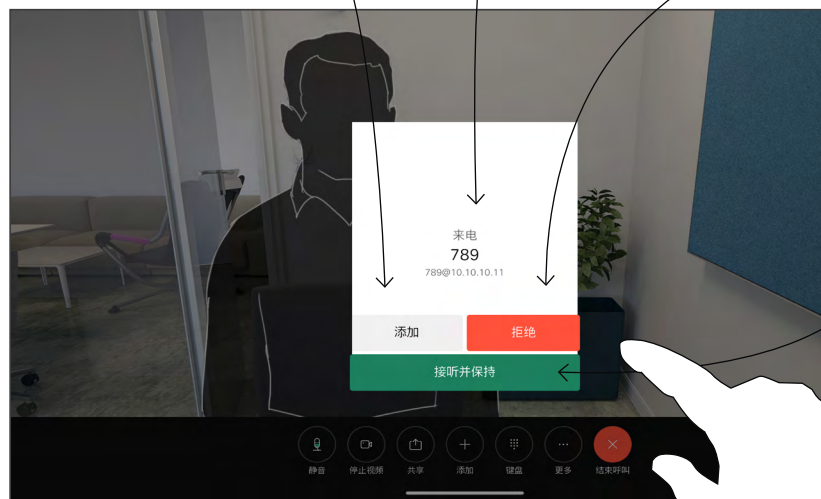 来电
789
789@10.10.10.11
添加 拒绝
接听并保持
静音 停止视频 共享 添加 键盘 更多 结束呼叫